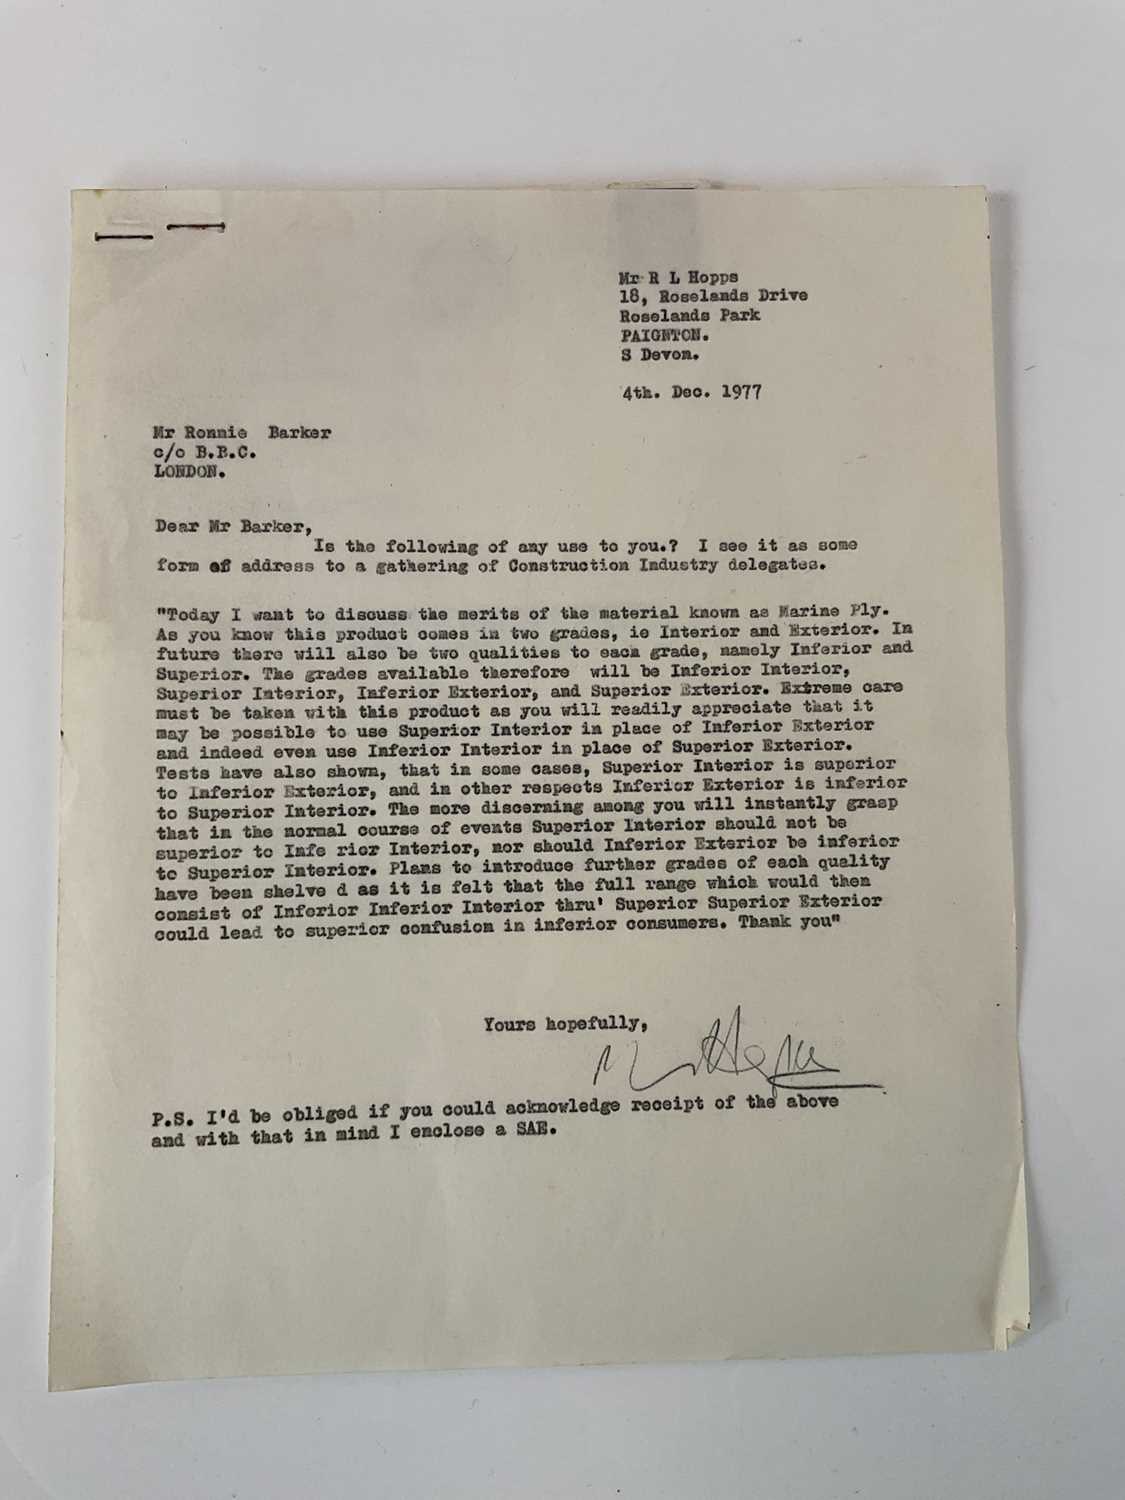 Mr R L Hopps
18, Roselands Drive
Roselands Park
PAIGNTON.
S Devon.
4th. Dec. 1977
Mr Ronnie Barker
c/o B.B.C.
LONDON.
Dear Mr Barker,
Is the following of any use to you.? I see it as some
form of address to a gathering of Construction Industry delegates.
"Today I want to discuss the merits of the material known as Marine Ply.
As you know this product comes in two grades, ie Interior and Exterior. In
future there will also be two qualities to each grade, namely Inferior and
Superior. The grades available therefore will be Inferior Interior,
Superior Interior, Inferior Exterior, and Superior Exterior. Extreme care
must be taken with this product as you will readily appreciate that it
may be possible to use Superior Interior in place of Inferior Exterior
and indeed even use Inferior Interior in place of Superior Exterior.
Tests have also shown, that in some cases, Superior Interior is superior
to Inferior Exterior, and in other respects Inferior Exterior is inferior
to Superior Interior. The more discerning among you will instantly grasp
that in the normal course of events Superior Interior should not be
superior to Infe rior Interior, nor should Inferior Exterior be inferior
to Superior Interior. Plans to introduce further grades of each quality
have been shelve d as it is felt that the full range which would then
consist of Inferior Inferior Interior thru' Superior Superior Exterior
could lead to superior confusion in inferior consumers. Thank you"
Yours hopefully,
P.S. I'd be obliged if you could acknowledge receipt of the above
and with that in mind I enclose a SAE.